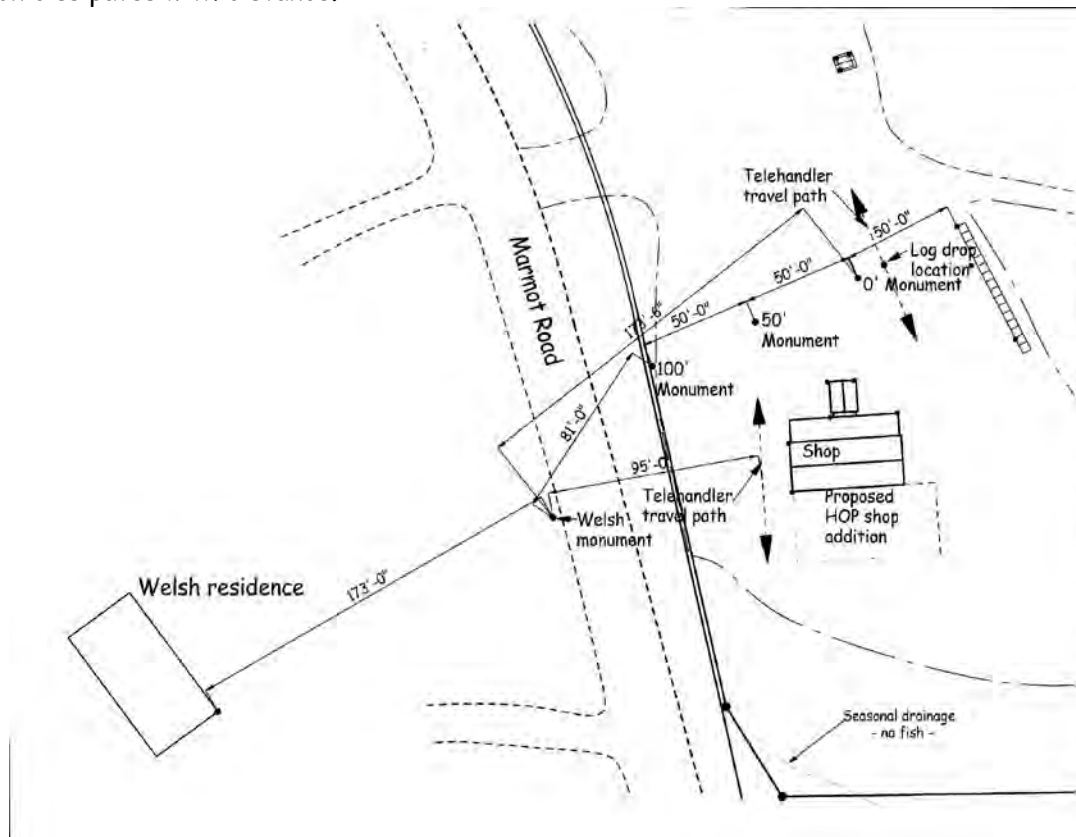 Telehandler
travel path
50'-0"
Log drop
location
50'-0"
0' Monument
Marmot Road
50'-0"
50'
Monument
100'
Monument
81'-0"
95'-0
Shop
Telehandler
travel path
Proposed
HOP shop
addition
Welsh
monument
173'-0"
Welsh residence
Seasonal drainage
- no fish -